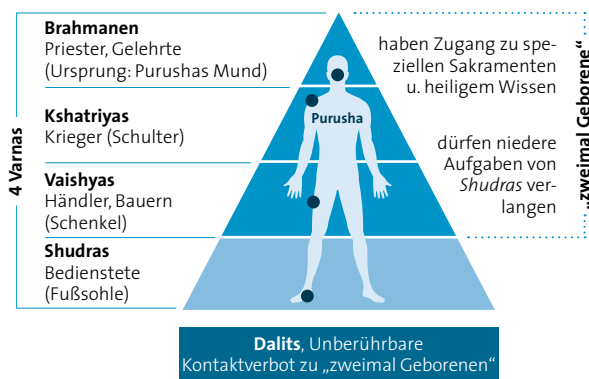 Brahmanen
Priester, Gelehrte
(Ursprung: Purushas Mund)
Kshatriyas
Krieger (Schulter)
Vaishyas
Händler, Bauern
(Schenkel)
Shudras
Bedienstete
(Fußsohle)
4 Varnas
Purusha
haben Zugang zu spe-
ziellen Sakramenten
u. heiligem Wissen
dürfen niedere
Aufgaben von
Shudras ver-
langen
„zweimal Geborene“
Dalits, Unberührbare
Kontaktverbot zu „zweimal Geborenen“